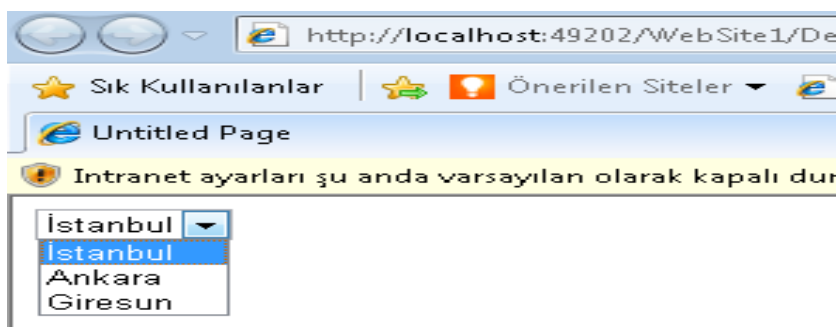 http://localhost:49202/WebSite1/De
Sık Kullanılanlar Önerilen Siteler
Untitled Page
Intranet ayarları şu anda varsayılan olarak kapalı dur
İstanbul
İstanbul
Ankara
Giresun